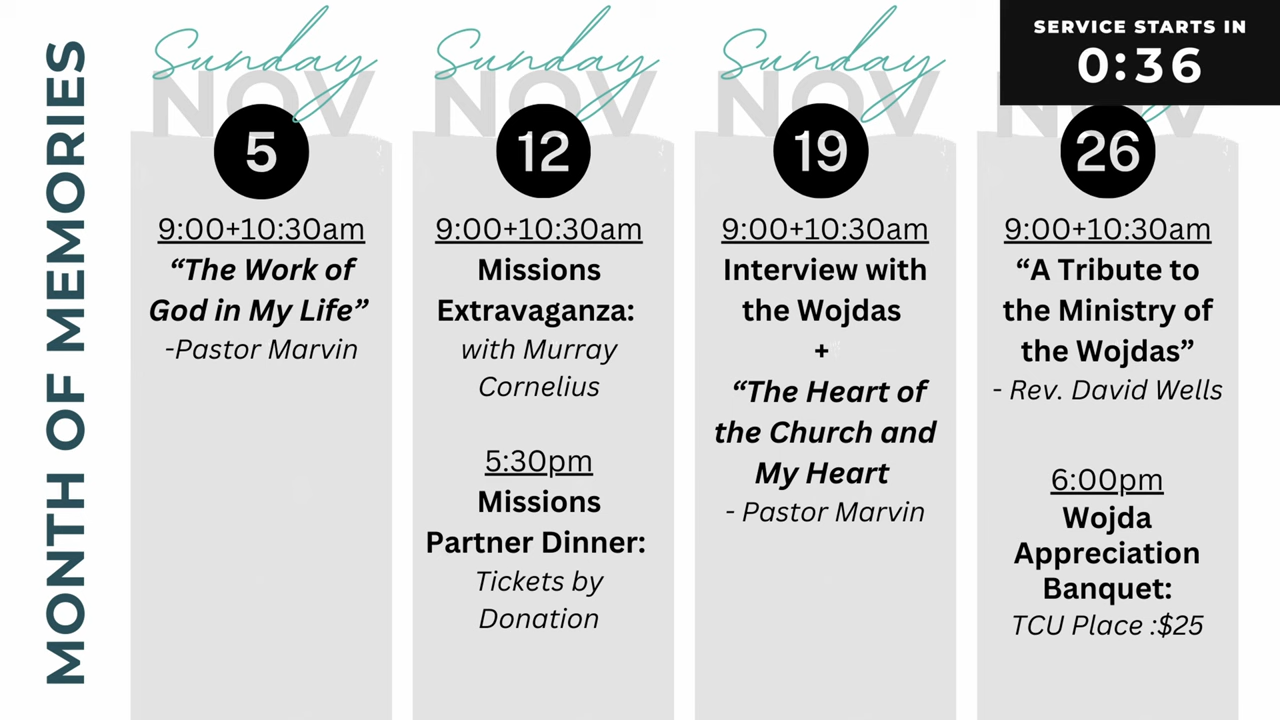 MONTH OF MEMORIES
Sunday
NOV
5
9:00+10:30am
“The Work of
God in My Life”
-Pastor Marvin
Sunday
NOV
12
9:00+10:30am
Missions
Extravaganza:
with Murray
Cornelius
5:30pm
Missions
Partner Dinner:
Tickets by
Donation
Sunday
NOV
19
9:00+10:30am
Interview with
the Wojdas
+
“The Heart of
the Church and
My Heart
- Pastor Marvin
SERVICE STARTS IN
0:36
26
9:00+10:30am
“A Tribute to
the Ministry of
the Wojdas”
- Rev. David Wells
6:00pm
Wojda
Appreciation
Banquet:
TCU Place :$25